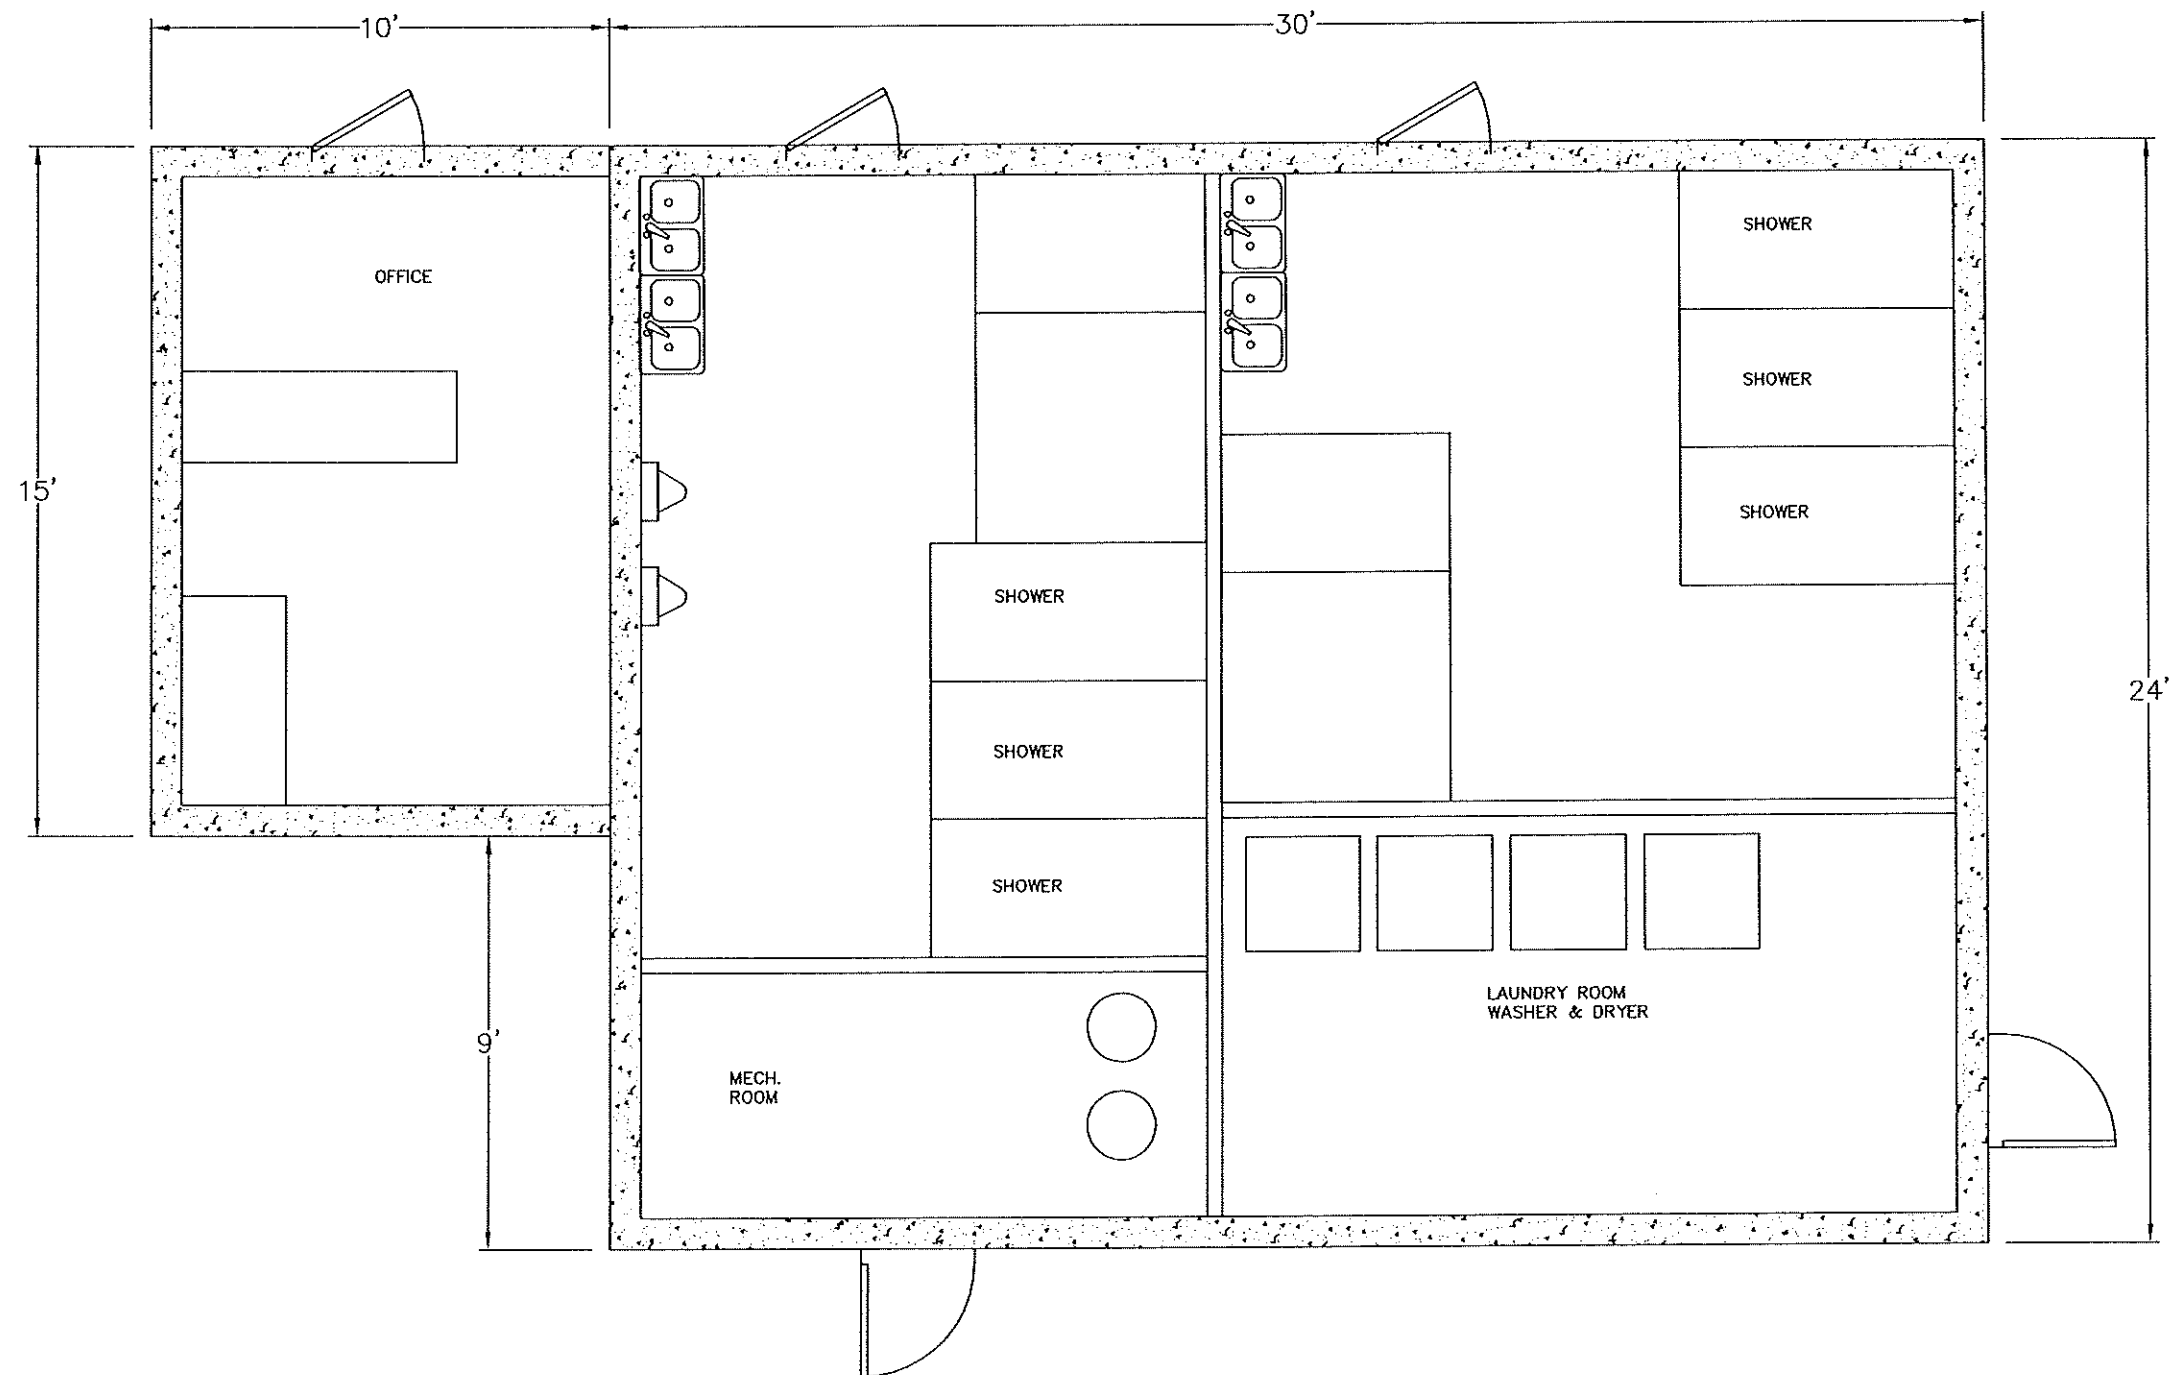 10'
30'
SHOWER
OFFICE
SHOWER
15'
SHOWER
SHOWER
24'
SHOWER
SHOWER
LAUNDRY ROOM
WASHER & DRYER
9'
MECH.
ROOM